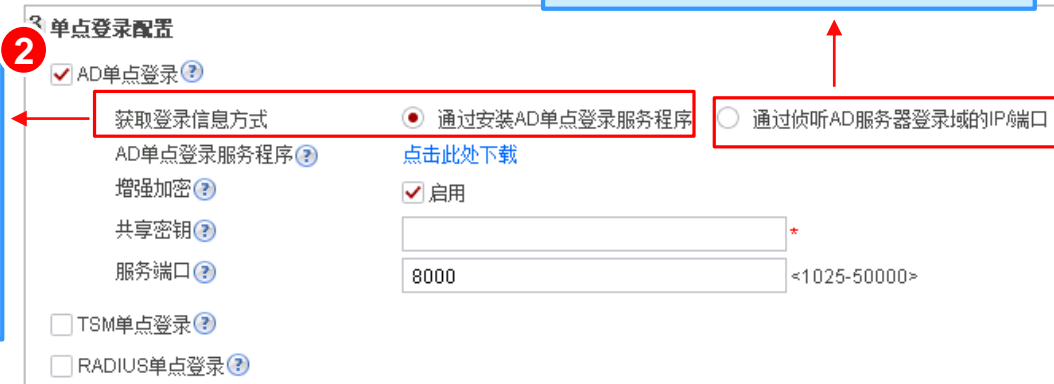 3 单点登录配置
2
AD单点登录 ?
获取登录信息方式 通过安装AD单点登录服务程序 通过侦听AD服务器登录域的IP/端口
AD单点登录服务程序 ? 点击此处下载
增强加密 ? 启用
共享密钥 ? *
服务端口 ? 8000 <1025-50000>
TSM单点登录 ?
RADIUS单点登录 ?